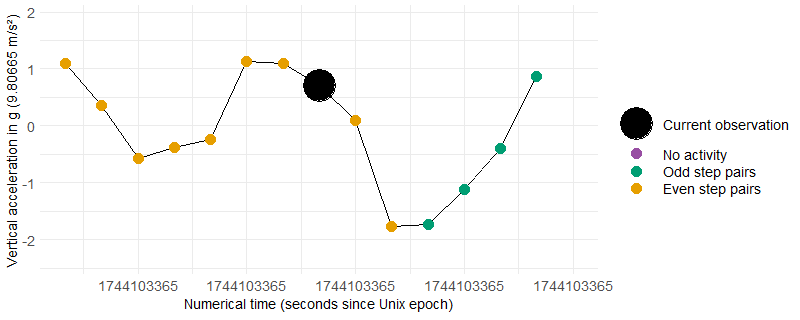 Vertical acceleration in g (9.80665 m/s²)
2
1
0
-1
-2
1744103365 1744103365 1744103365 1744103365 1744103365
Numerical time (seconds since Unix epoch)
Current observation
No activity
Odd step pairs
Even step pairs